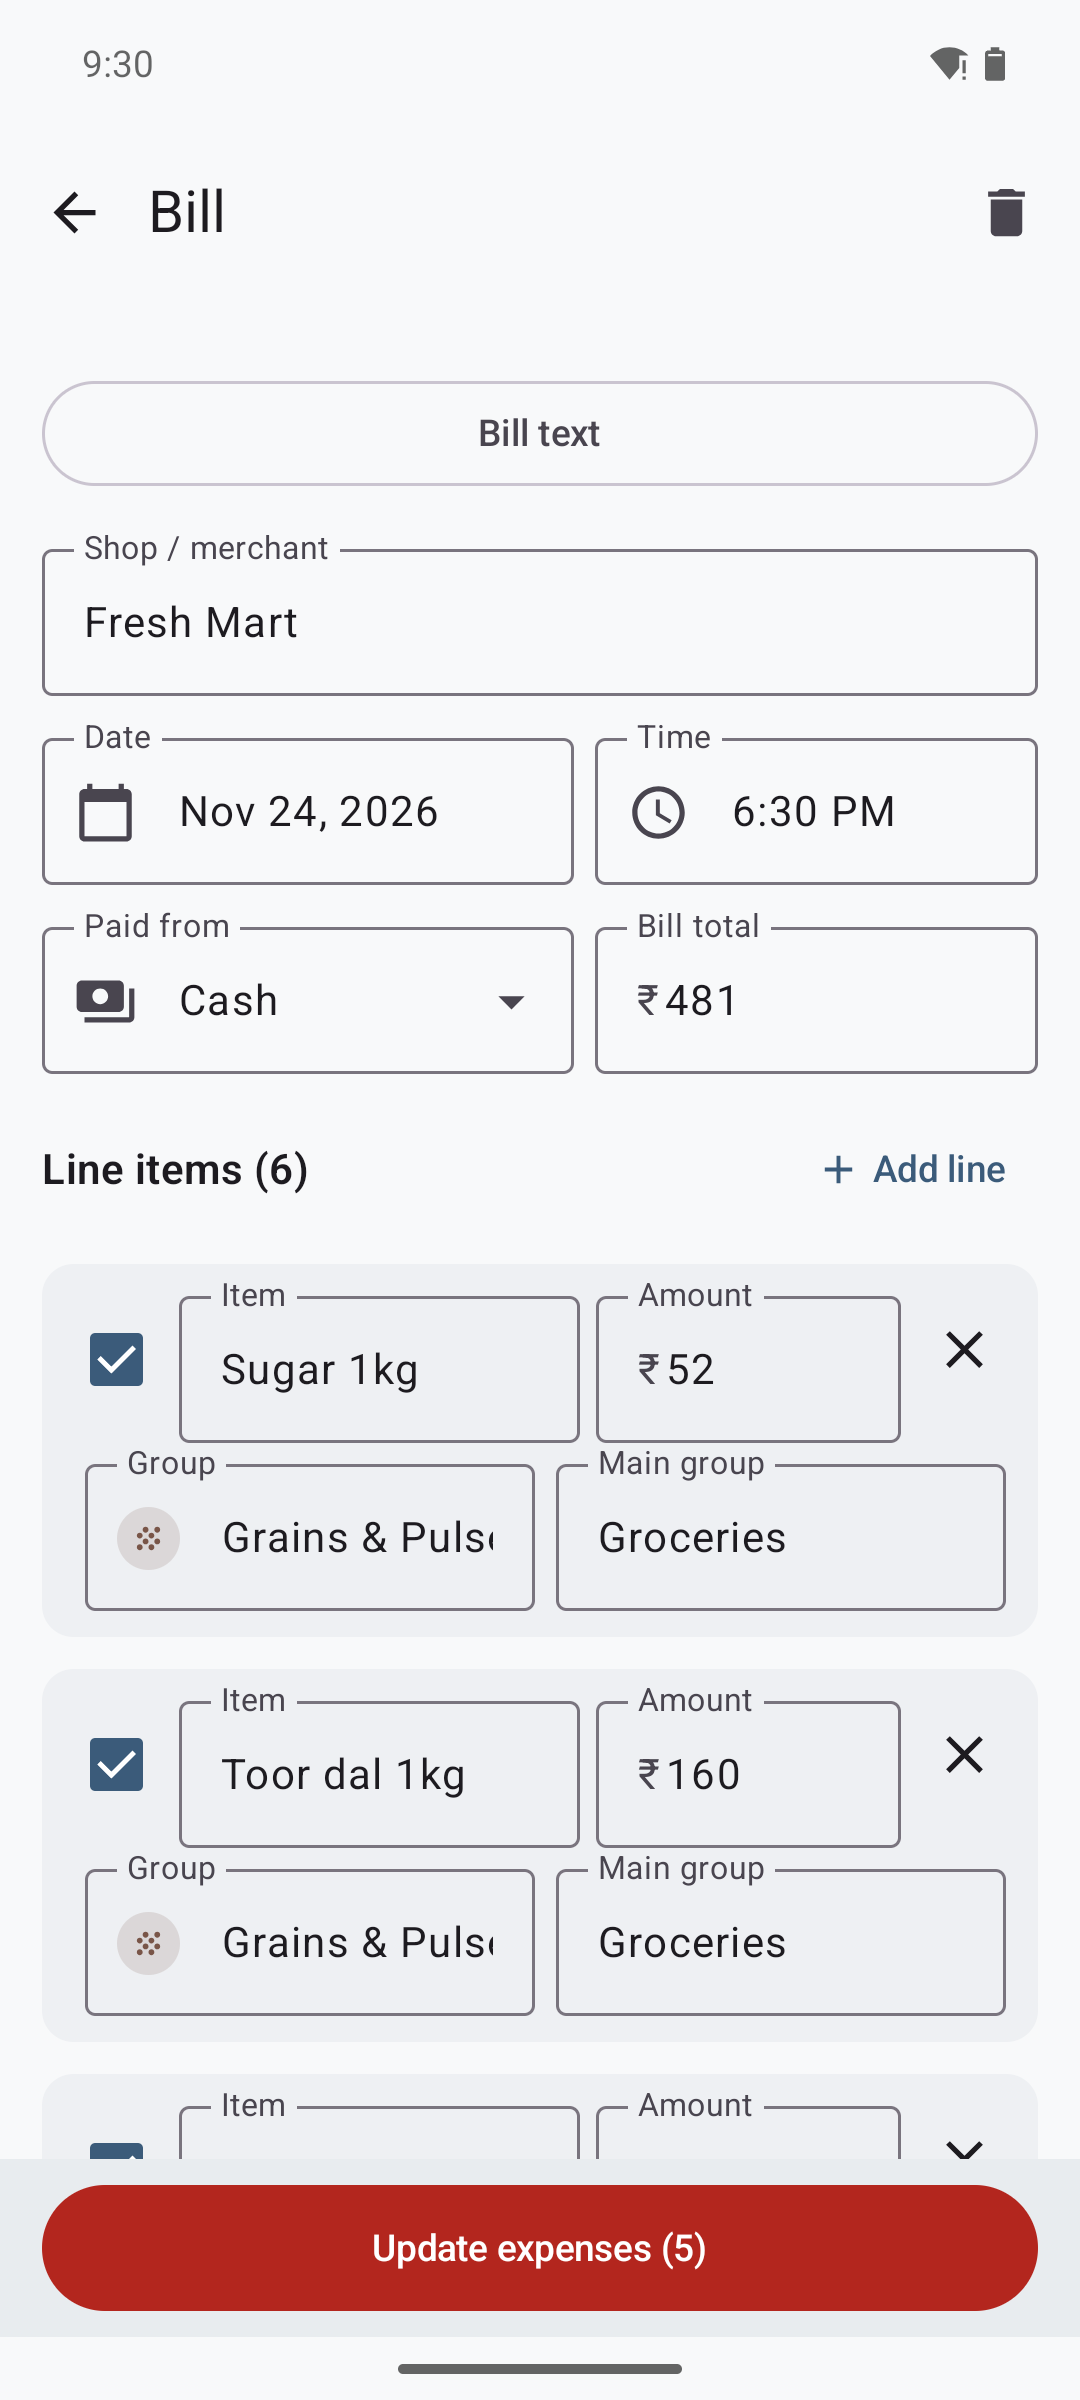 9:30
Bill
Bill text
Shop / merchant
Fresh Mart
Date
Nov 24, 2026
Time
6:30 PM
Paid from
Cash
Bill total
₹481
Line items (6)
+ Add line
Item
Sugar 1kg
Amount
₹52
Group
Grains &
Main group
Groceries
Item
Toor dal 1kg
Amount
₹160
Group
Grains &
Main group
Groceries
Item
Amount
Update expenses (5)